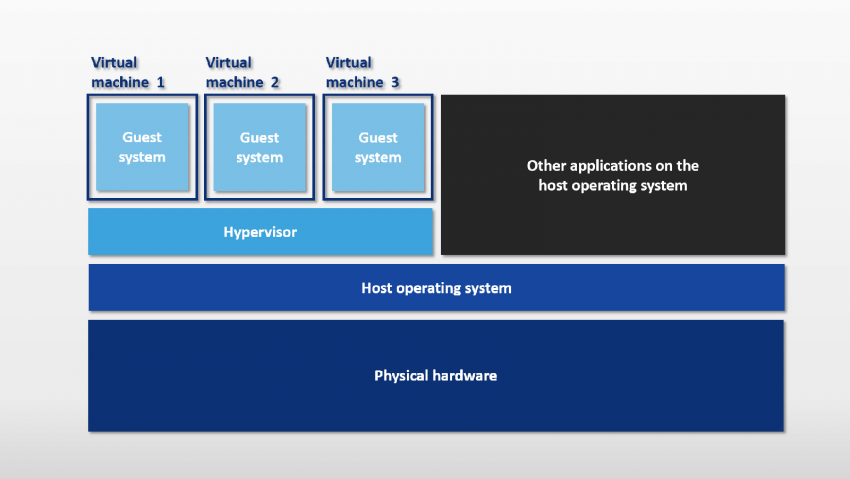 Virtual
machine 1
Virtual
machine 2
Virtual
machine 3
Guest
system
Guest
system
Guest
system
Other applications on the
host operating system
Hypervisor
Host operating system
Physical hardware